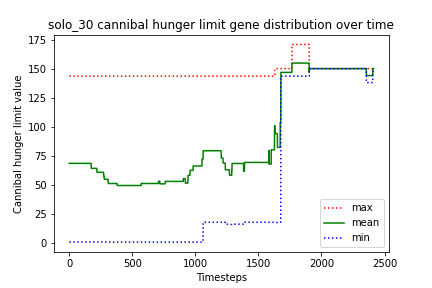 solo_30 cannibal hunger limit gene distribution over time
175
150
125
100
75
50
25
0
Cannibal hunger limit value
0
500
1000
1500
2000
2500
Timesteps
max
mean
min